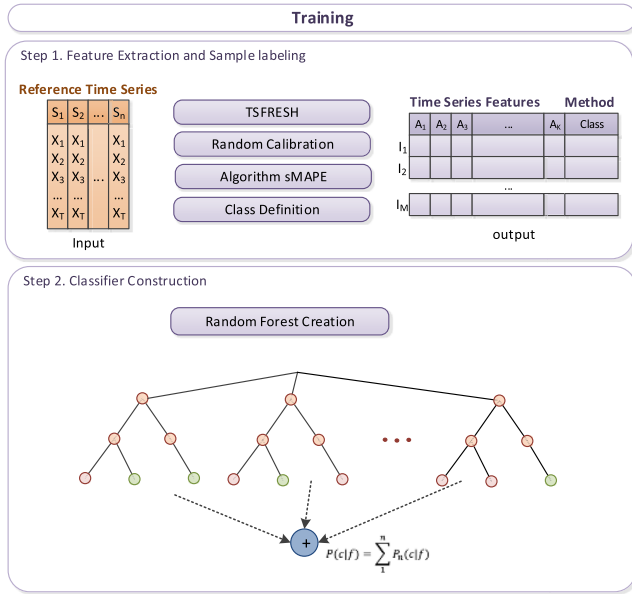 Training
Step 1. Feature Extraction and Sample labeling
Reference Time Series
S1 S2 ... Sn
X1 X1 X1
X2 X2 X2
X3 X3 ... X3
... ... ...
XT XT XT
Input
TSFRESH
Random Calibration
Algorithm sMAPE
Class Definition
Time Series Features Method
A1 A2 A3 ... AK Class
I1
I2
...
IM
output
Step 2. Classifier Construction
Random Forest Creation
...
+
P(c|f) = ∑ n 1 Pn(c|f)